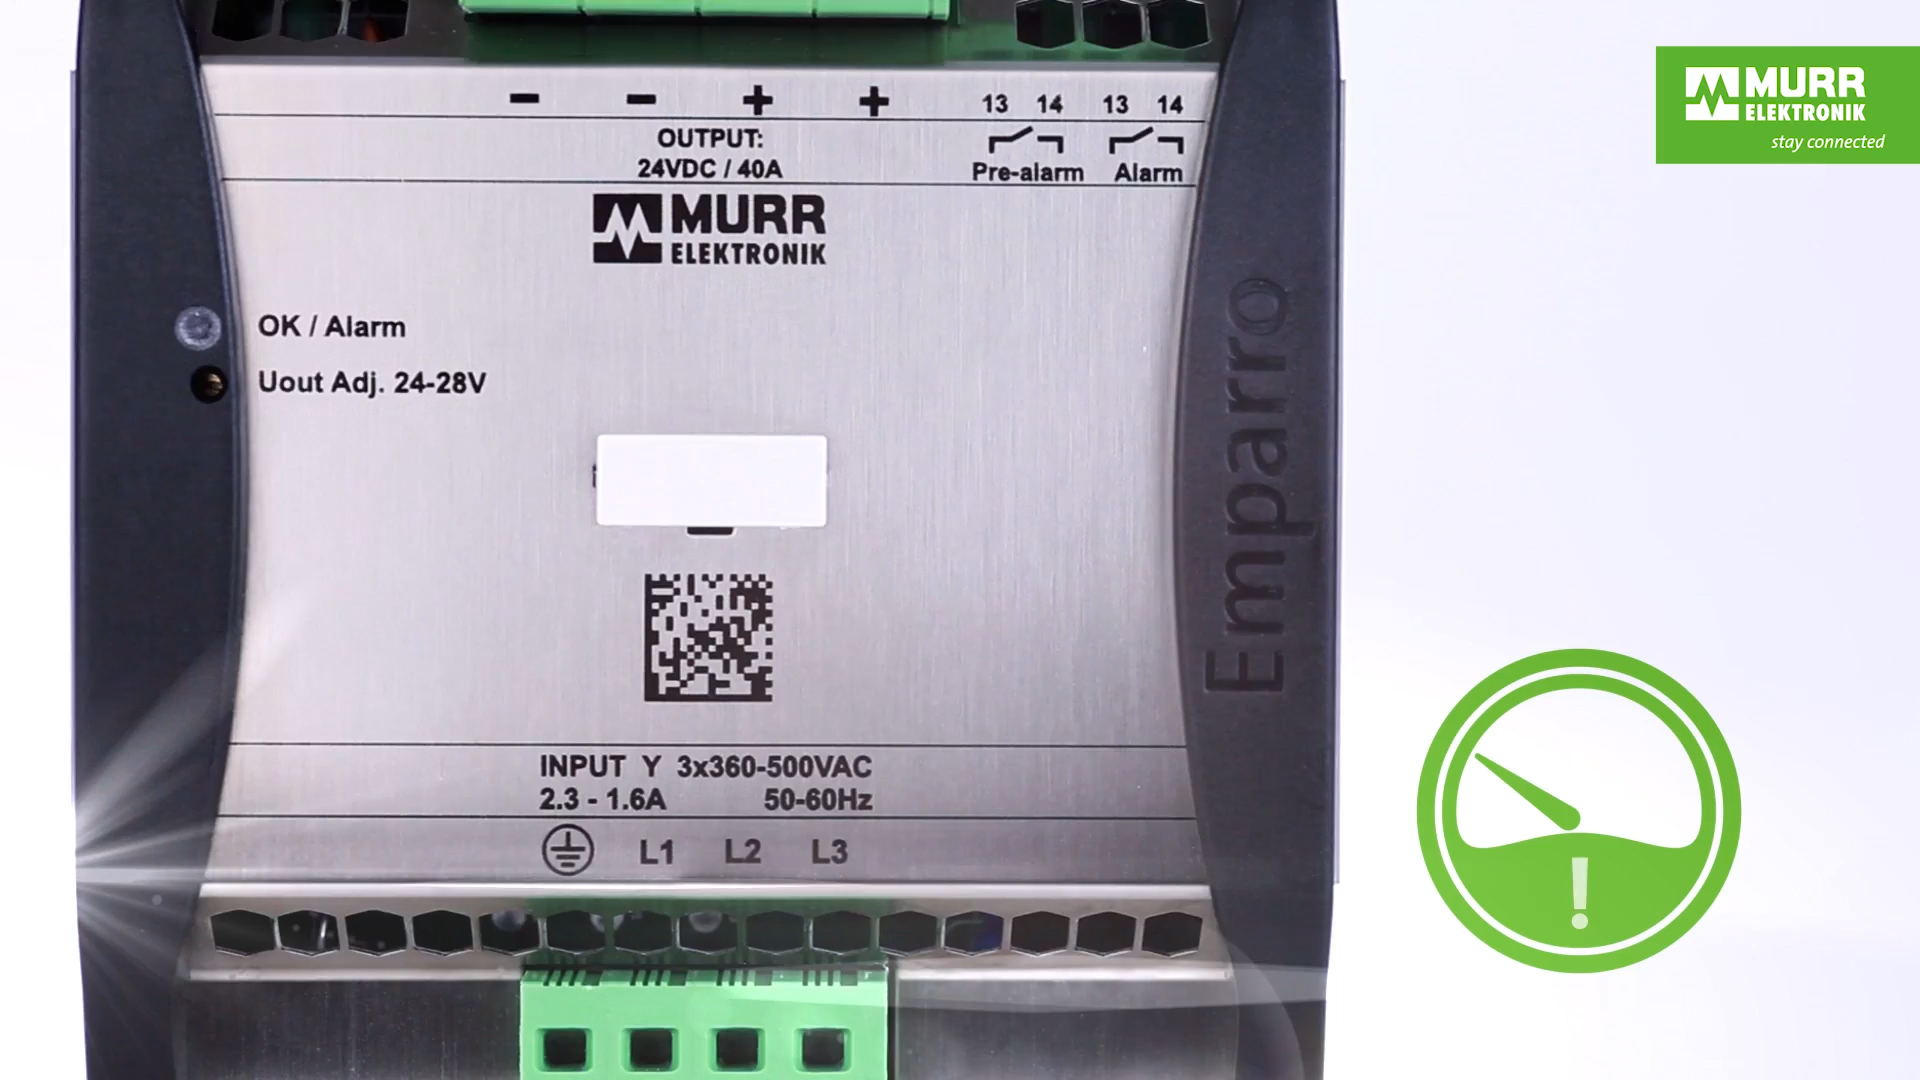 − − + + 13 14 13 14
OUTPUT:
24VDC / 40A
Pre-alarm Alarm
MURR
ELEKTRONIK
OK / Alarm
Uout Adj. 24-28V
Emparro
INPUT Y 3x360-500VAC
2.3 - 1.6A 50-60Hz
L1 L2 L3
MURR
ELEKTRONIK
stay connected
!